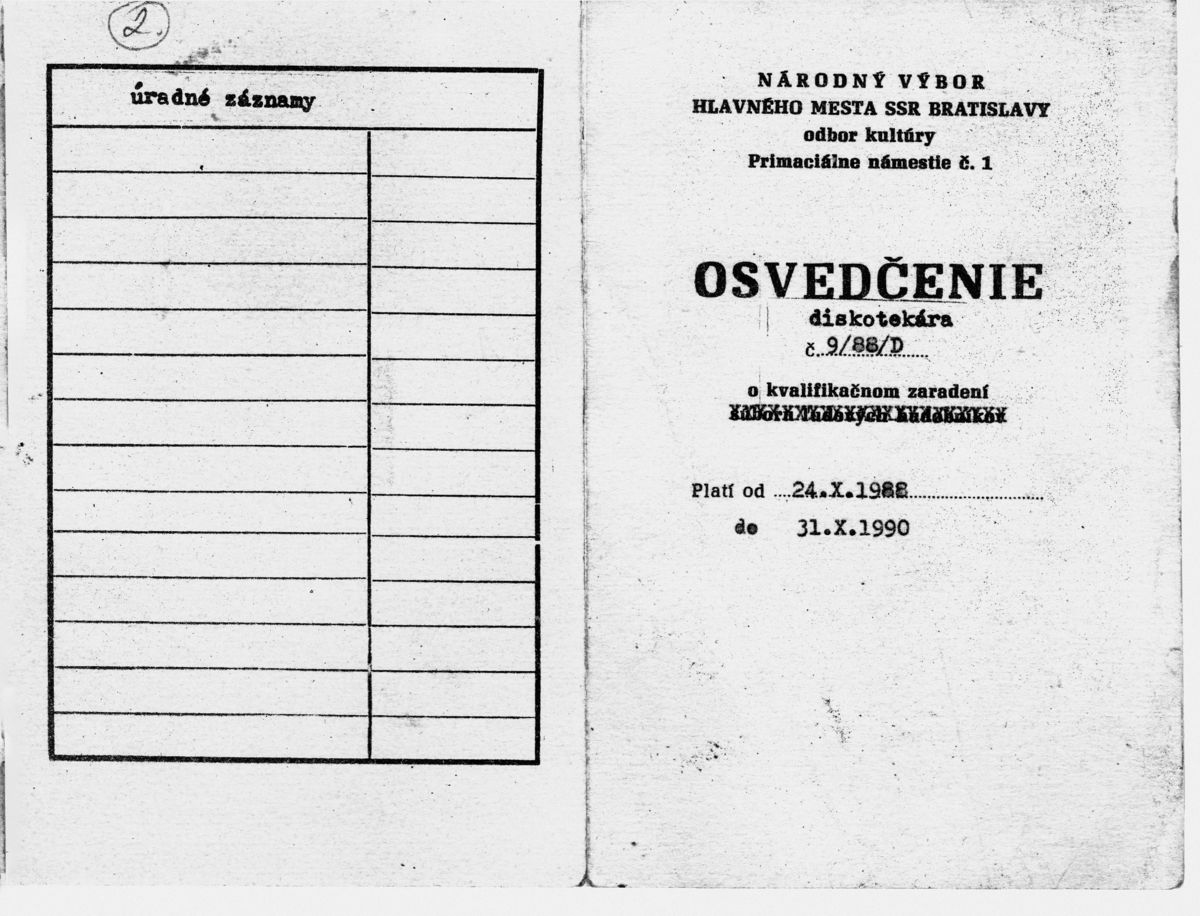 2.
úradné záznamy
NÁRODNÝ VÝBOR
HLAVNÉHO MESTA SSR BRATISLAVY
odbor kultúry
Primaciálne námestie č. 1
OSVEDČENIE
diskotekára
č. 9/88/D
o kvalifikačnom zaradení
Platí od 24.X.1988
do 31.X.1990